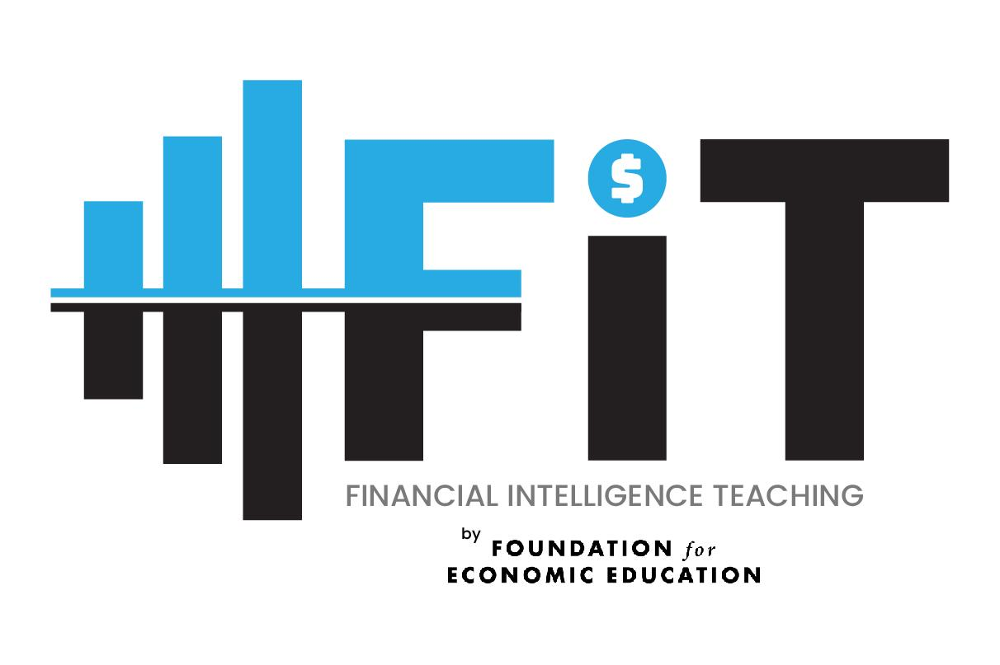 FiT
$
FINANCIAL INTELLIGENCE TEACHING
by
FOUNDATION for
ECONOMIC EDUCATION